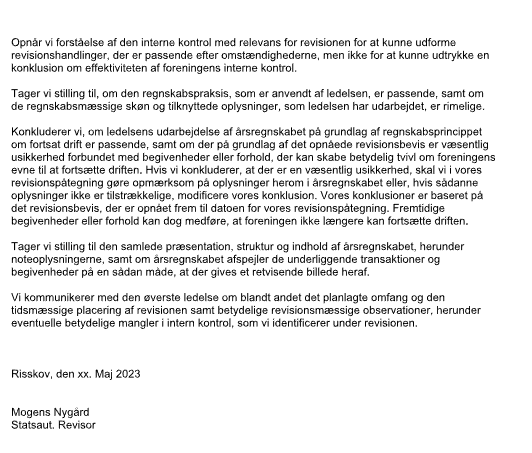 Opnår vi forståelse af den interne kontrol med relevans for revisionen for at kunne udforme
revisionshandlinger, der er passende efter omstændighederne, men ikke for at kunne udtrykke en
konklusion om effektiviteten af foreningens interne kontrol.
Tager vi stilling til, om den regnskabspraksis, som er anvendt af ledelsen, er passende, samt om
de regnskabsmæssige skøn og tilknyttede oplysninger, som ledelsen har udarbejdet, er rimelige.
Konkluderer vi, om ledelsens udarbejdelse af årsregnskabet på grundlag af regnskabsprincippet
om fortsat drift er passende, samt om der på grundlag af det opnåede revisionsbevis er væsentlig
usikkerhed forbundet med begivenheder eller forhold, der kan skabe betydelig tvivl om foreningens
evne til at fortsætte driften. Hvis vi konkluderer, at der er en væsentlig usikkerhed, skal vi i vores
revisionspåtegning gøre opmærksom på oplysninger herom i årsregnskabet eller, hvis sådanne
oplysninger ikke er tilstrækkelige, modificere vores konklusion. Vores konklusioner er baseret på
det revisionsbevis, der er opnået frem til datoen for vores revisionspåtegning. Fremtidige
begivenheder eller forhold kan dog medføre, at foreningen ikke længere kan fortsætte driften.
Tager vi stilling til den samlede præsentation, struktur og indhold af årsregnskabet, herunder
noteoplysningerne, samt om årsregnskabet afspejler de underliggende transaktioner og
begivenheder på en sådan måde, at der gives et retvisende billede heraf.
Vi kommunikerer med den øverste ledelse om blandt andet det planlagte omfang og den
tidsmæssige placering af revisionen samt betydelige revisionsmæssige observationer, herunder
eventuelle betydelige mangler i intern kontrol, som vi identificerer under revisionen.
Risskov, den xx. Maj 2023
Mogens Nygård
Statsaut. Revisor